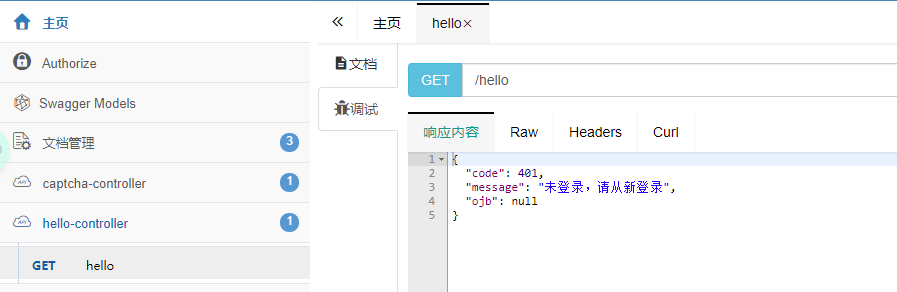 主页
Authorize
Swagger Models
文档管理 3
captcha-controller 1
hello-controller 1
GET hello
主页 hello×
文档
调试
GET /hello
响应内容 Raw Headers Curl
1 {
2 "code": 401,
3 "message": "未登录，请从新登录",
4 "ojb": null
5 }